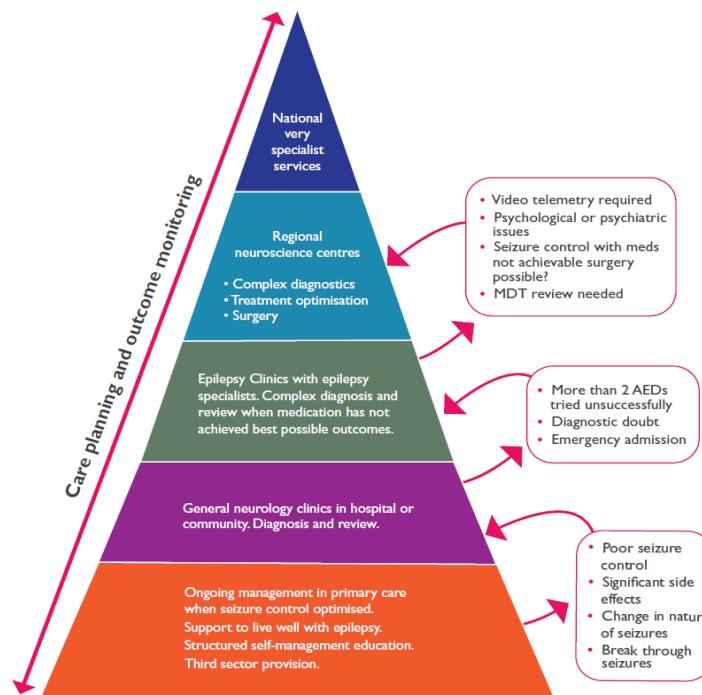 Care planning and outcome monitoring
National
very
specialist
services
Regional
neuroscience centres
• Complex diagnostics
• Treatment optimisation
• Surgery
• Video telemetry required
• Psychological or psychiatric
issues
• Seizure control with meds
not achievable surgery
possible?
• MDT review needed
Epilepsy Clinics with epilepsy
specialists. Complex diagnosis and
review when medication has not
achieved best possible outcomes.
• More than 2 AEDs
tried unsuccessfully
• Diagnostic doubt
• Emergency admission
General neurology clinics in hospital or
community. Diagnosis and review.
• Poor seizure
control
• Significant side
effects
• Change in nature
of seizures
• Break through
seizures
Ongoing management in primary care
when seizure control optimised.
Support to live well with epilepsy.
Structured self-management education.
Third sector provision.